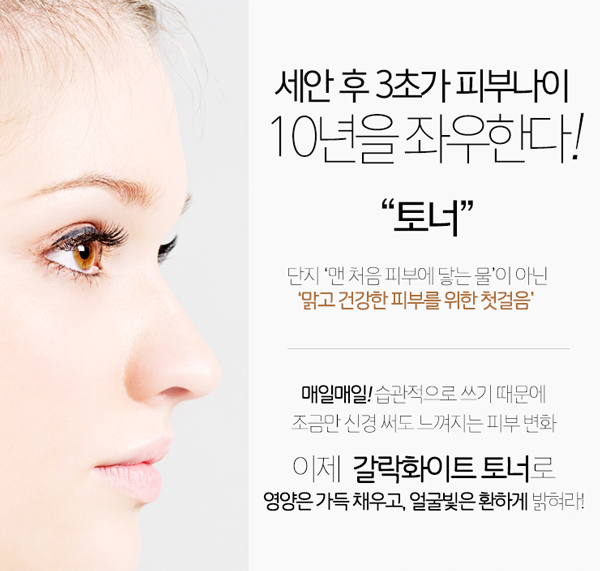 세안 후 3초가 피부나이
10년을 좌우한다!
“토너”
단지 ‘맨 처음 피부에 닿는 물’이 아닌
‘맑고 건강한 피부를 위한 첫걸음’
매일매일! 습관적으로 쓰기 때문에
조금만 신경 써도 느껴지는 피부 변화
이제 갈락화이트 토너로
영양은 가득 채우고, 얼굴빛은 환하게 밝혀라!